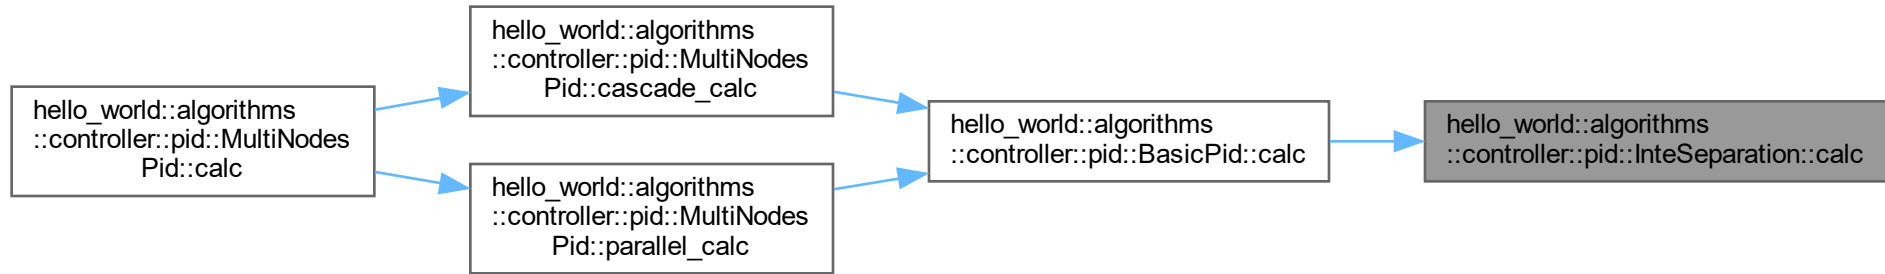 hello_world::algorithms
::controller::pid::MultiNodes
Pid::calc
hello_world::algorithms
::controller::pid::MultiNodes
Pid::cascade_calc
hello_world::algorithms
::controller::pid::MultiNodes
Pid::parallel_calc
hello_world::algorithms
::controller::pid::BasicPid::calc
hello_world::algorithms
::controller::pid::InteSeparation::calc